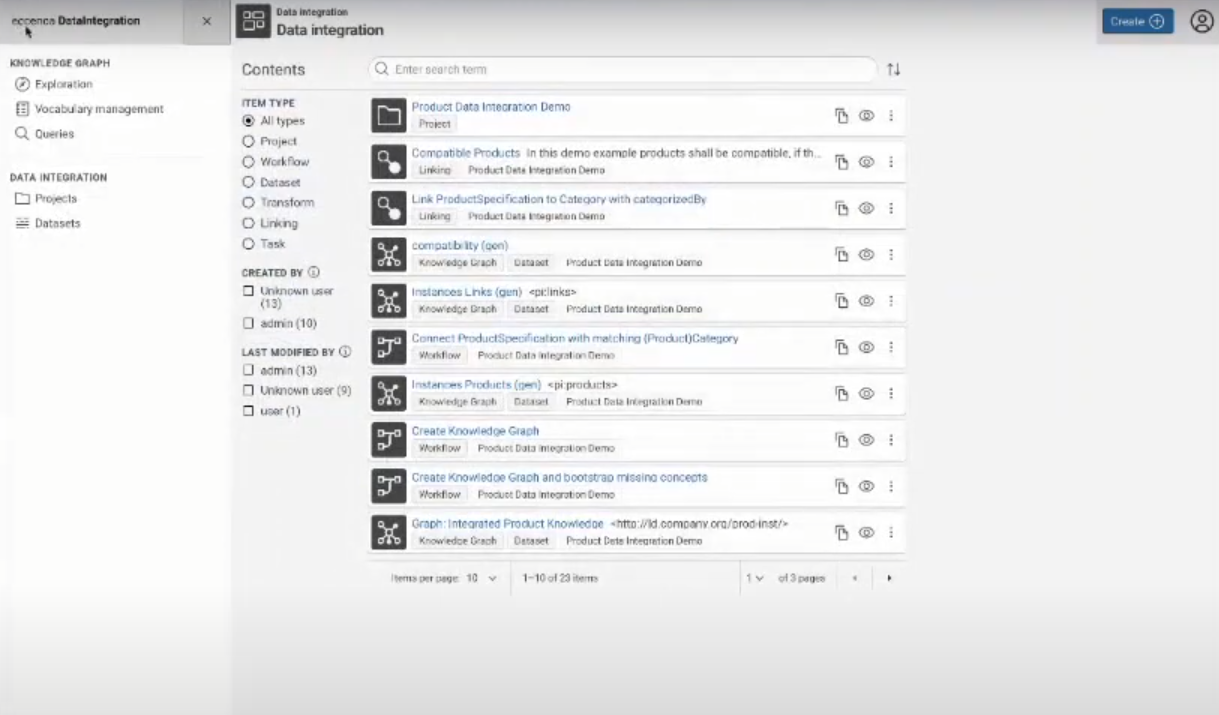 eccenca DataIntegration
KNOWLEDGE GRAPH
Exploration
Vocabulary management
Queries
DATA INTEGRATION
Projects
Datasets
Data integration
Data integration
Create
Contents
Enter search term
ITEM TYPE
All types
Project
Workflow
Dataset
Transform
Linking
Task
CREATED BY
Unknown user
(13)
admin (10)
LAST MODIFIED BY
admin (13)
Unknown user (9)
user (1)
Product Data Integration Demo
Project
Compatible Products In this demo example products shall be compatible, if th...
Linking Product Data Integration Demo
Link ProductSpecification to Category with categorizedBy
Linking Product Data Integration Demo
compatibility (gen)
Knowledge Graph Dataset Product Data Integration Demo
Instances Links (gen) <pi:links>
Knowledge Graph Dataset Product Data Integration Demo
Connect ProductSpecification with matching (Product)Category
Workflow Product Data Integration Demo
Instances Products (gen) <pi:products>
Knowledge Graph Dataset Product Data Integration Demo
Create Knowledge Graph
Workflow Product Data Integration Demo
Create Knowledge Graph and bootstrap missing concepts
Workflow Product Data Integration Demo
Graph: Integrated Product Knowledge <http://ld.company.org/prod-inst/>
Knowledge Graph Dataset Product Data Integration Demo
Items per page: 10 1–10 of 23 items 1 of 3 pages